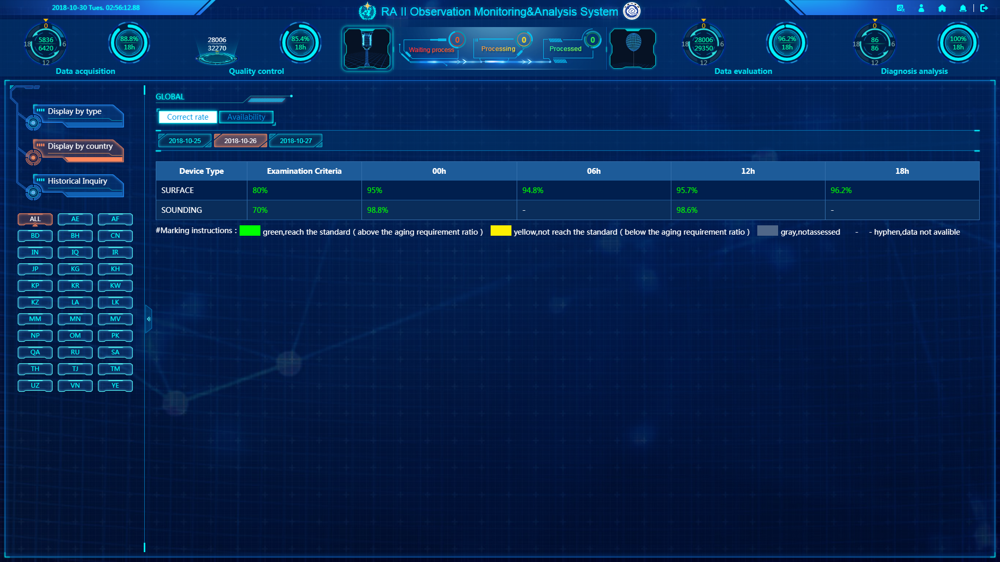 2018-10-30 Tues. 02:56:12.88
RA II Observation Monitoring&Analysis System
0
18
5836
6420
6
12
88.8%
18h
Data acquisition
28006
32270
85.4%
18h
Quality control
Waiting process
0
Processing
0
Processed
0
0
18
28006
29350
6
12
96.2%
18h
Data evaluation
0
18
86
86
6
12
100%
18h
Diagnosis analysis
Display by type
Display by country
Historical Inquiry
ALL AE AF
BD BH CN
IN IQ IR
JP KG KH
KP KR KW
KZ LA LK
MM MN MV
NP OM PK
QA RU SA
TH TJ TM
UZ VN YE
«
GLOBAL
Correct rate Availability
2018-10-25 2018-10-26 2018-10-27
Device Type Examination Criteria 00h 06h 12h 18h
SURFACE 80% 95% 94.8% 95.7% 96.2%
SOUNDING 70% 98.8% - 98.6% -
#Marking instructions : green,reach the standard ( above the aging requirement ratio ) yellow,not reach the standard ( below the aging requirement ratio ) gray,notassessed - - hyphen,data not avalible